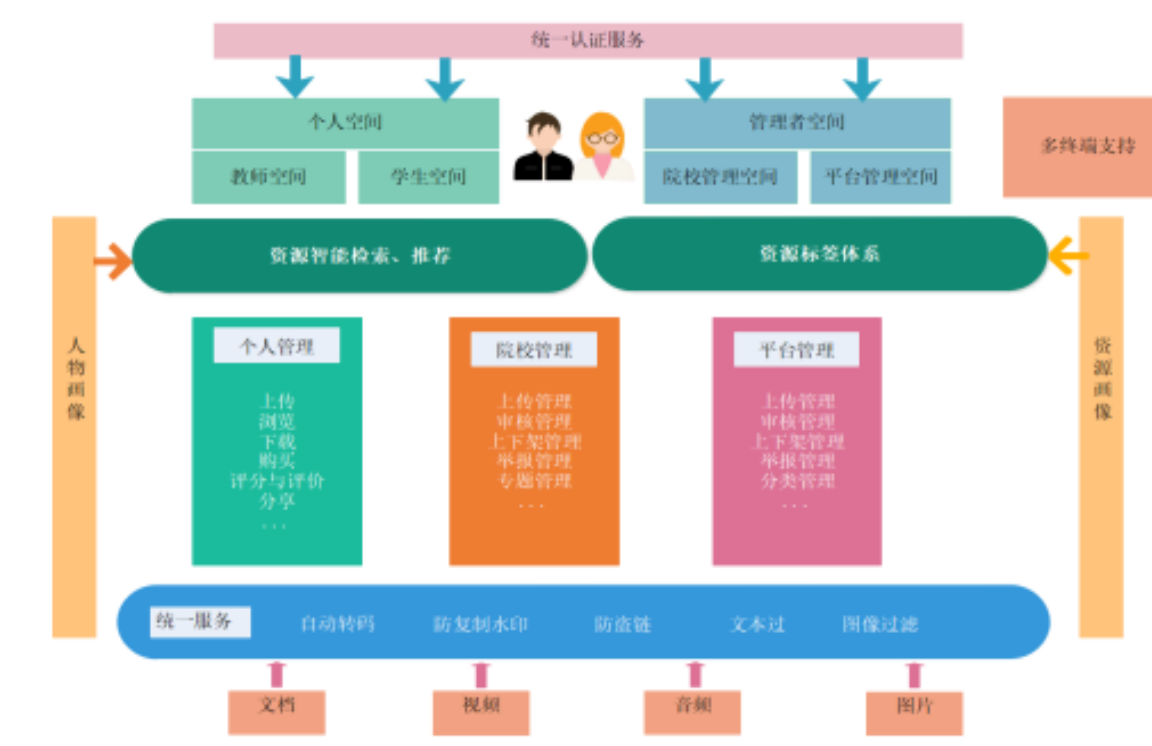 统一认证服务
个人空间
管理者空间
多终端支持
教师空间
学生空间
院校管理空间
平台管理空间
资源智能检索、推荐
资源标签体系
人物画像
资源画像
个人管理
上传
浏览
下载
购买
评分与评价
分享
...
院校管理
上传管理
审核管理
上下架管理
举报管理
专题管理
...
平台管理
上传管理
审核管理
上下架管理
举报管理
分类管理
...
统一服务
自动转码
防复制水印
防盗链
文本过
图像过滤
文档
视频
音频
图片